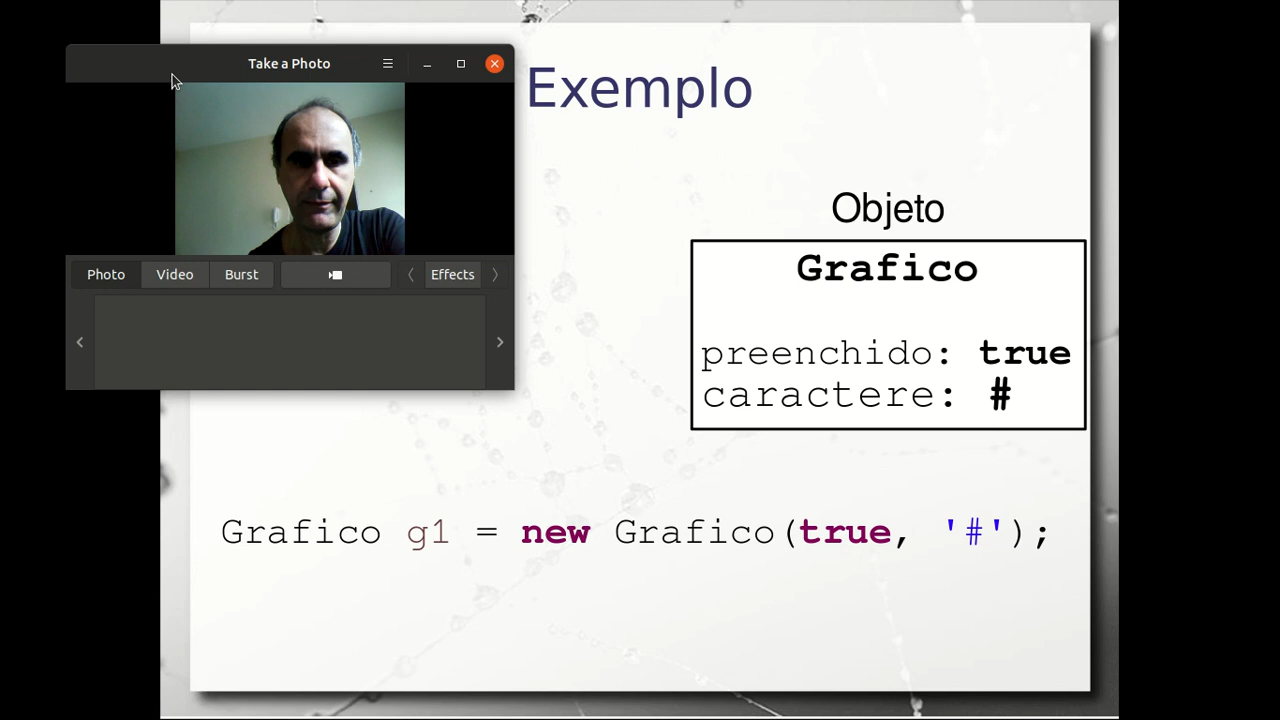 Take a Photo
Exemplo
Photo Video Burst Effects
Objeto
Grafico
preenchido: true
caractere: #
Grafico g1 = new Grafico(true, '#');